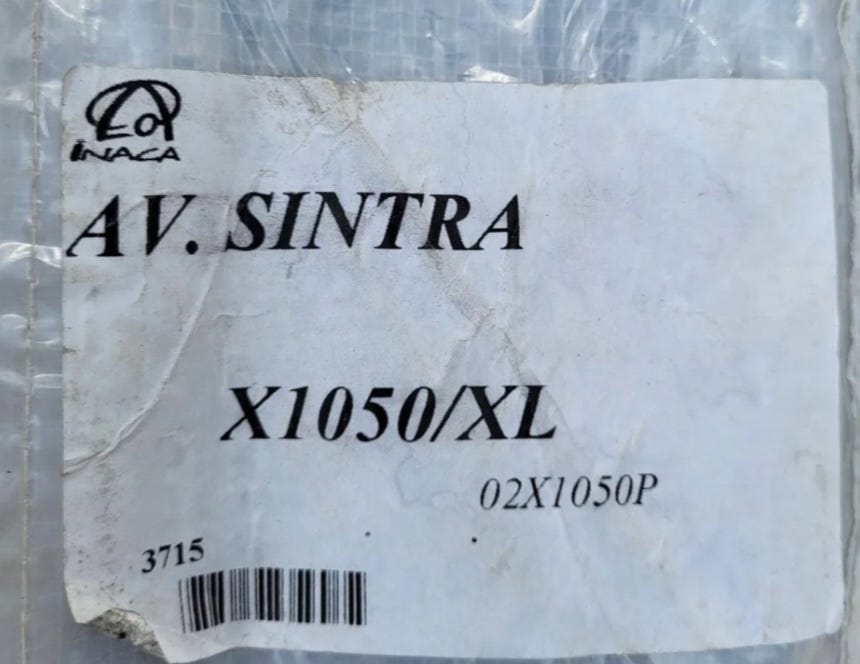 INACA
AV. SINTRA
X1050/XL
02X1050P
3715